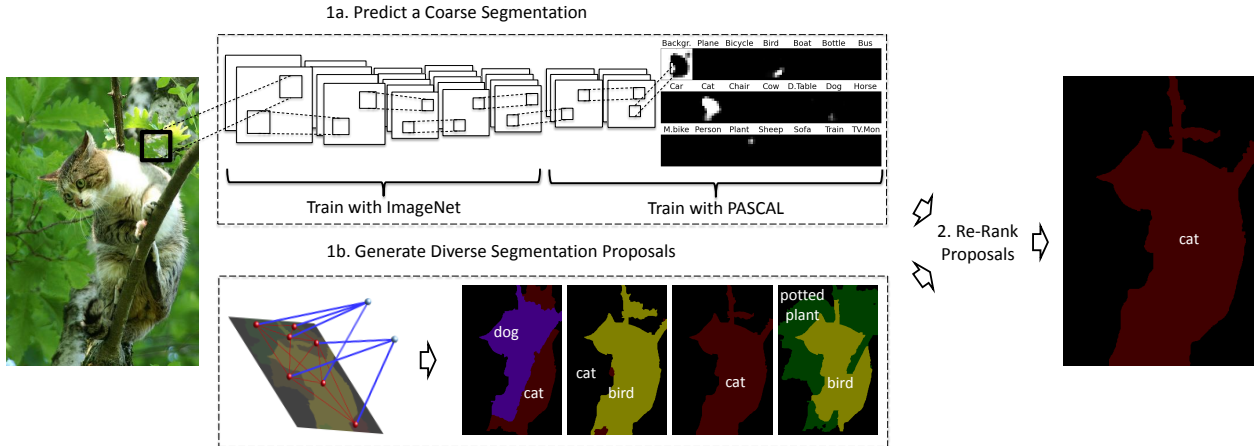 1a. Predict a Coarse Segmentation
Backgr. Plane Bicycle Bird Boat Bottle Bus
Car Cat Chair Cow D.Table Dog Horse
M.bike Person Plant Sheep Sofa Train TV.Mon
Train with ImageNet
Train with PASCAL
1b. Generate Diverse Segmentation Proposals
dog
cat
cat
bird
cat
potted
plant
bird
2. Re-Rank
Proposals
cat